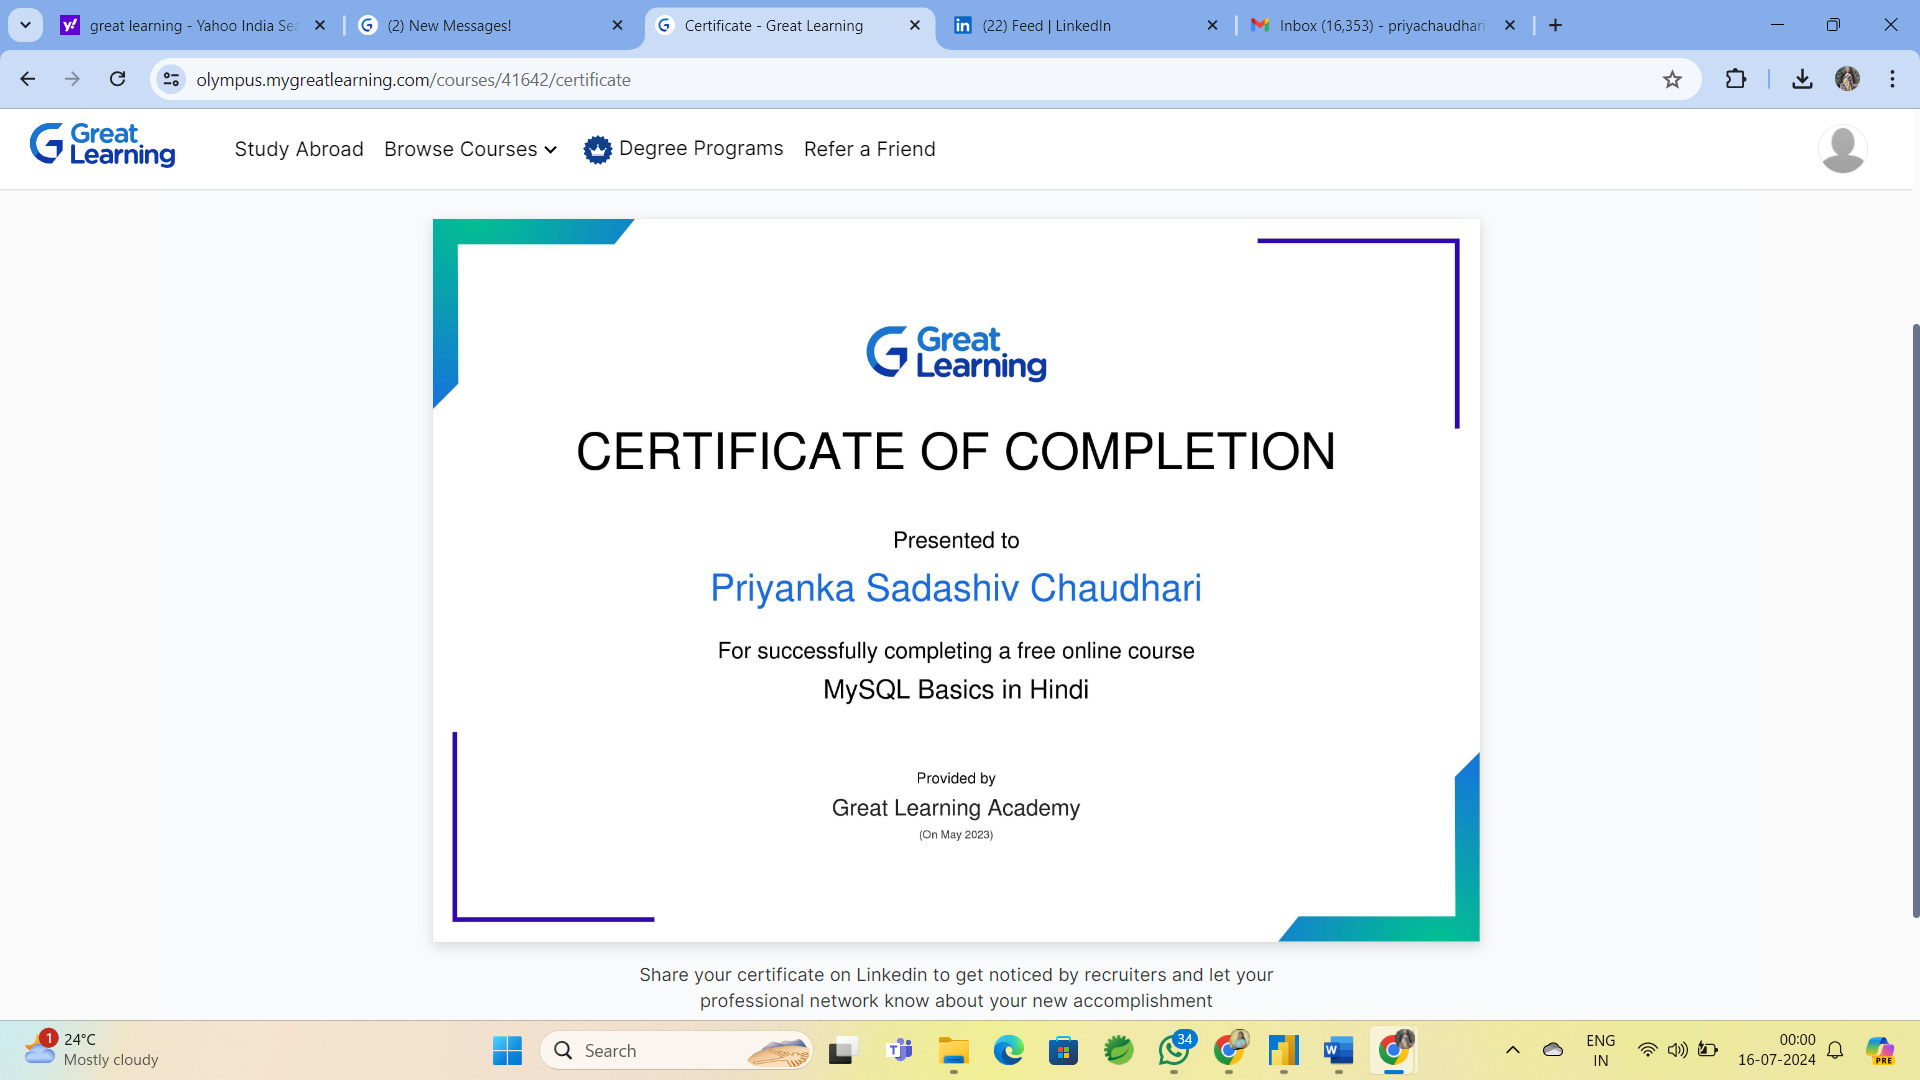 great learning - Yahoo India Sea
(2) New Messages!
Certificate - Great Learning
(22) Feed | LinkedIn
Inbox (16,353) - priyachaudhari
olympus.mygreatlearning.com/courses/41642/certificate
Great
Learning
Study Abroad
Browse Courses
Degree Programs
Refer a Friend
Great
Learning
CERTIFICATE OF COMPLETION
Presented to
Priyanka Sadashiv Chaudhari
For successfully completing a free online course
MySQL Basics in Hindi
Provided by
Great Learning Academy
(On May 2023)
Share your certificate on Linkedin to get noticed by recruiters and let your
professional network know about your new accomplishment
1
24°C
Mostly cloudy
Search
34
ENG
IN
00:00
16-07-2024
PRE